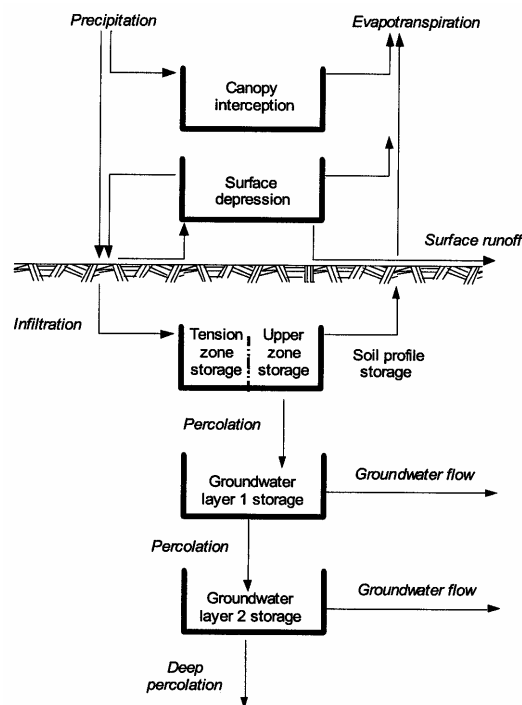 Precipitation
Evapotranspiration
Canopy
interception
Surface
depression
Surface runoff
Infiltration
Tension
zone
storage
Upper
zone
storage
Soil profile
storage
Percolation
Groundwater
layer 1 storage
Groundwater flow
Percolation
Groundwater
layer 2 storage
Groundwater flow
Deep
percolation